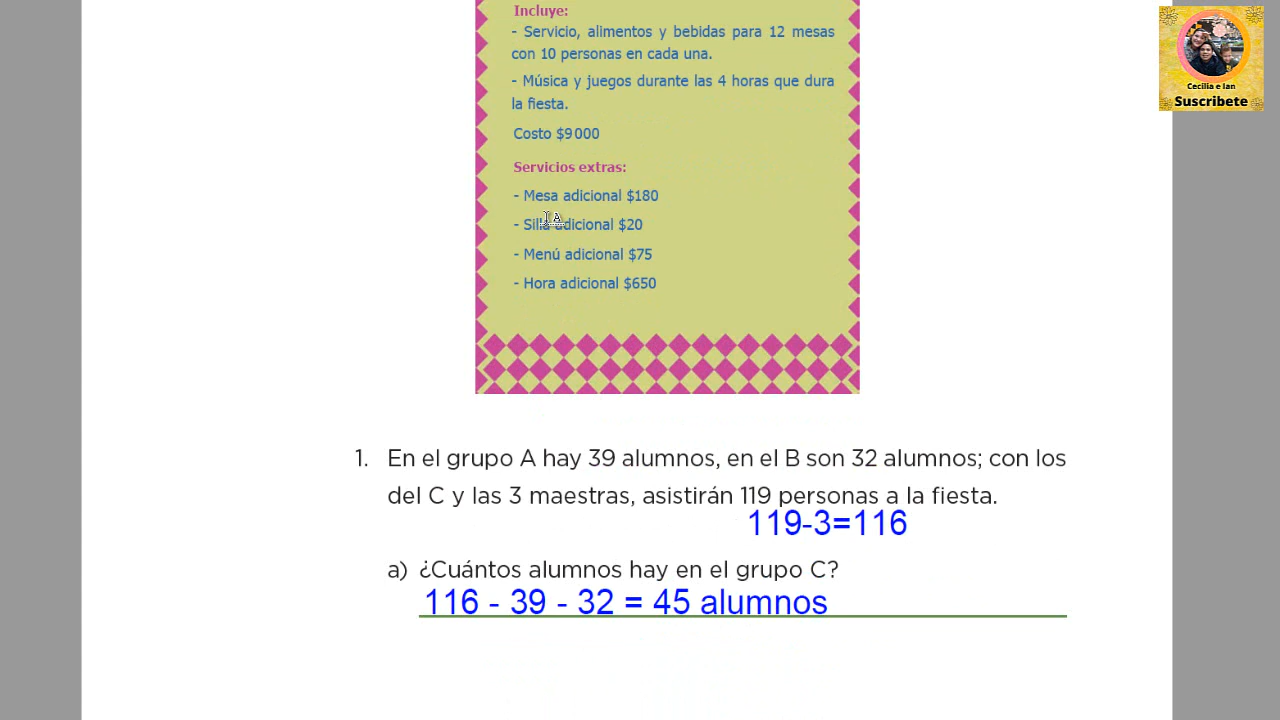 Incluye:
- Servicio, alimentos y bebidas para 12 mesas
con 10 personas en cada una.
- Música y juegos durante las 4 horas que dura
la fiesta.
Costo $9 000
Servicios extras:
- Mesa adicional $180
- Silla adicional $20
- Menú adicional $75
- Hora adicional $650
Cecilia e Ian
Suscribete
1. En el grupo A hay 39 alumnos, en el B son 32 alumnos; con los
del C y las 3 maestras, asistirán 119 personas a la fiesta.
119-3=116
a) ¿Cuántos alumnos hay en el grupo C?
116 - 39 - 32 = 45 alumnos